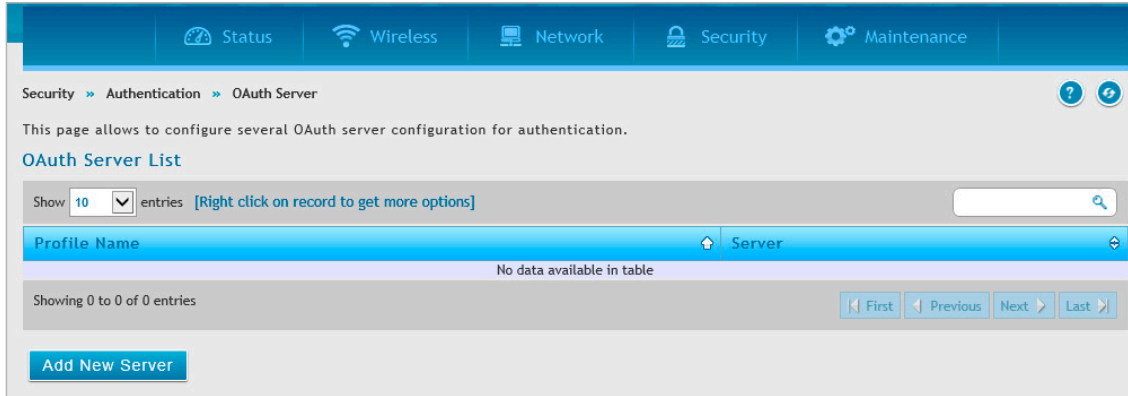 Status Wireless Network Security Maintenance
Security » Authentication » OAuth Server ?
This page allows to configure several OAuth server configuration for authentication.
OAuth Server List
Show 10 entries [Right click on record to get more options]
Profile Name Server
No data available in table
Showing 0 to 0 of 0 entries First Previous Next Last
Add New Server